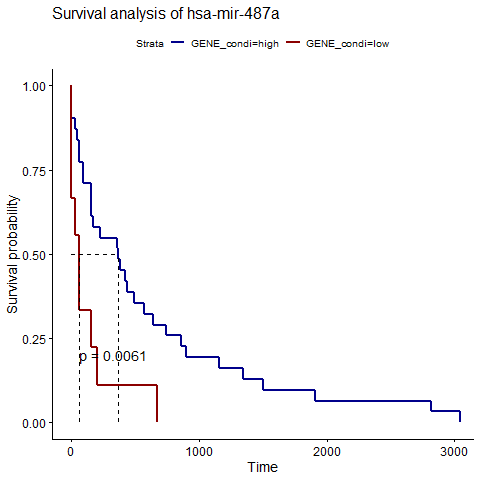 Survival analysis of hsa-mir-487a
Strata GENE_condi=high GENE_condi=low
1.00
0.75
0.50
0.25
0.00
Survival probability
p = 0.0061
0 1000 2000 3000
Time